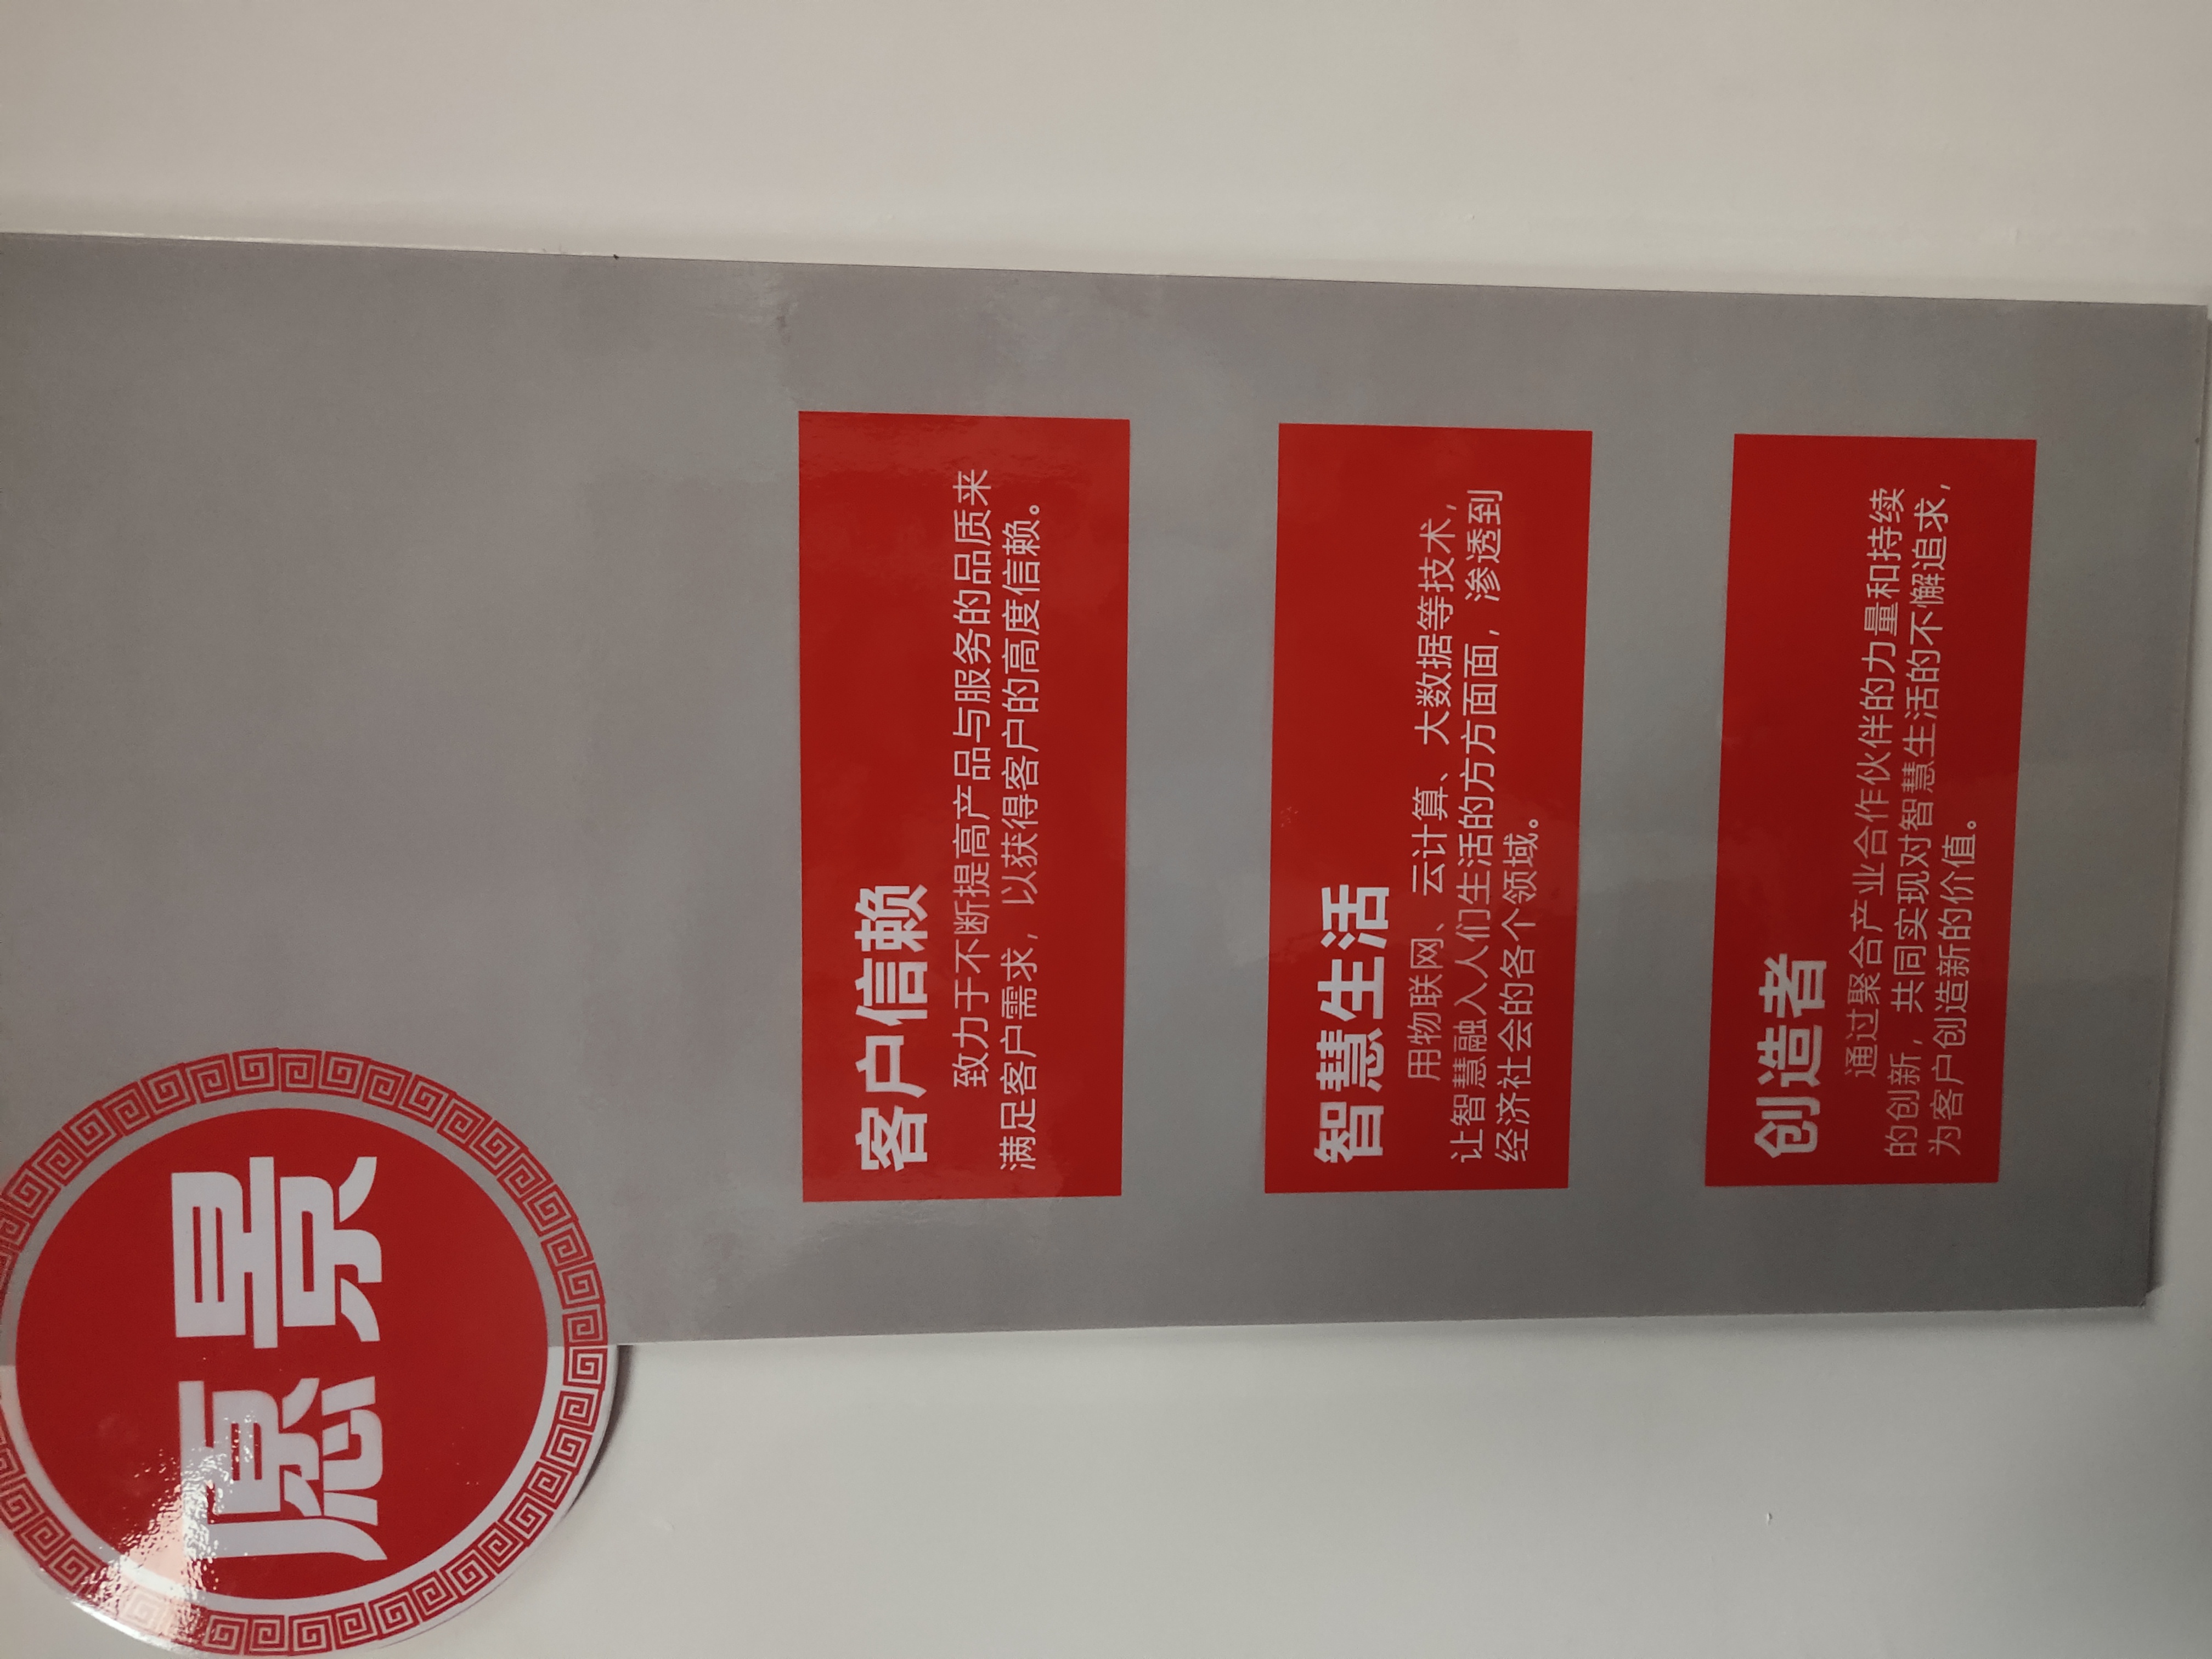 愿景
客户信赖
致力于不断提高产品与服务的品质来
满足客户需求，以获得客户的高度信赖。
智慧生活
用物联网、云计算、大数据等技术，
让智慧融入人们生活的方方面面，渗透到
经济社会的各个领域。
创造者
通过聚合产业合作伙伴的力量和持续
的创新，共同实现对智慧生活的不懈追求，
为客户创造新的价值。